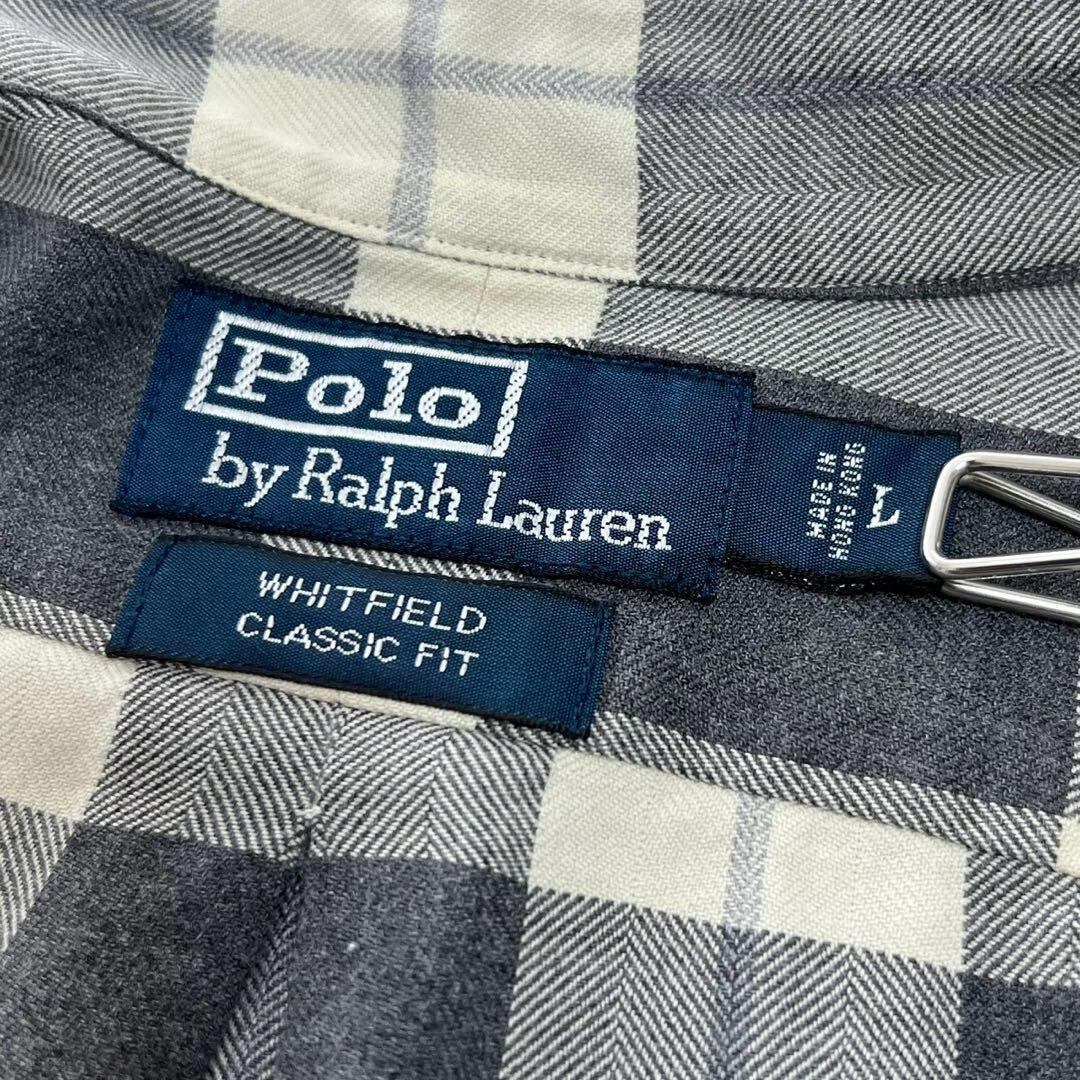 Polo
by Ralph Lauren
MADE IN
HONG KONG
L
WHITFIELD
CLASSIC FIT